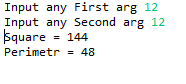 Input any First arg 12
Input any Second arg 12
Square = 144
Perimetr = 48